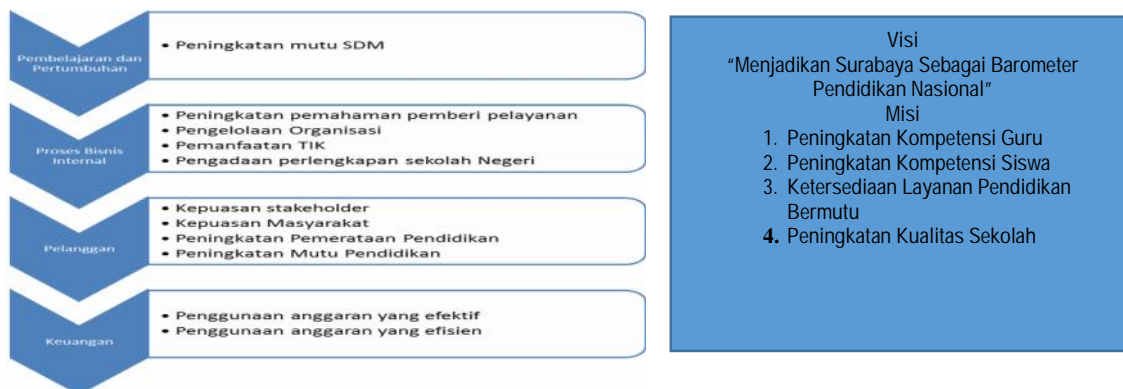 Pembelajaran dan
Pertumbuhan
• Peningkatan mutu SDM
Proses Bisnis
Internal
• Peningkatan pemahaman pemberi pelayanan
• Pengelolaan Organisasi
• Pemanfaatan TIK
• Pengadaan perlengkapan sekolah Negeri
Pelanggan
• Kepuasan stakeholder
• Kepuasan Masyarakat
• Peningkatan Pemerataan Pendidikan
• Peningkatan Mutu Pendidikan
Keuangan
• Penggunaan anggaran yang efektif
• Penggunaan anggaran yang efisien
Visi
“Menjadikan Surabaya Sebagai Barometer
Pendidikan Nasional”
Misi
1. Peningkatan Kompetensi Guru
2. Peningkatan Kompetensi Siswa
3. Ketersediaan Layanan Pendidikan
Bermutu
4. Peningkatan Kualitas Sekolah